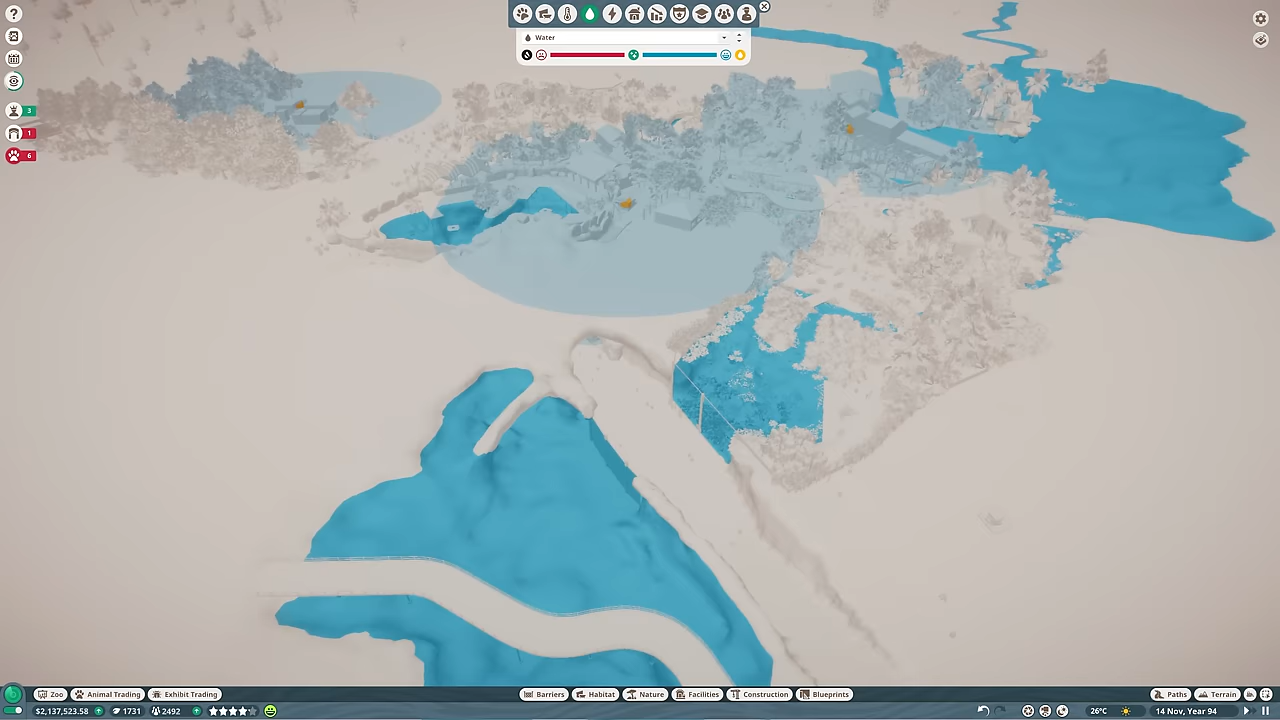 Water
3
1
6
Zoo Animal Trading Exhibit Trading Barriers Habitat Nature Facilities Construction Blueprints Paths Terrain
$2,137,523.58 1731 2492 26°C 14 Nov, Year 94